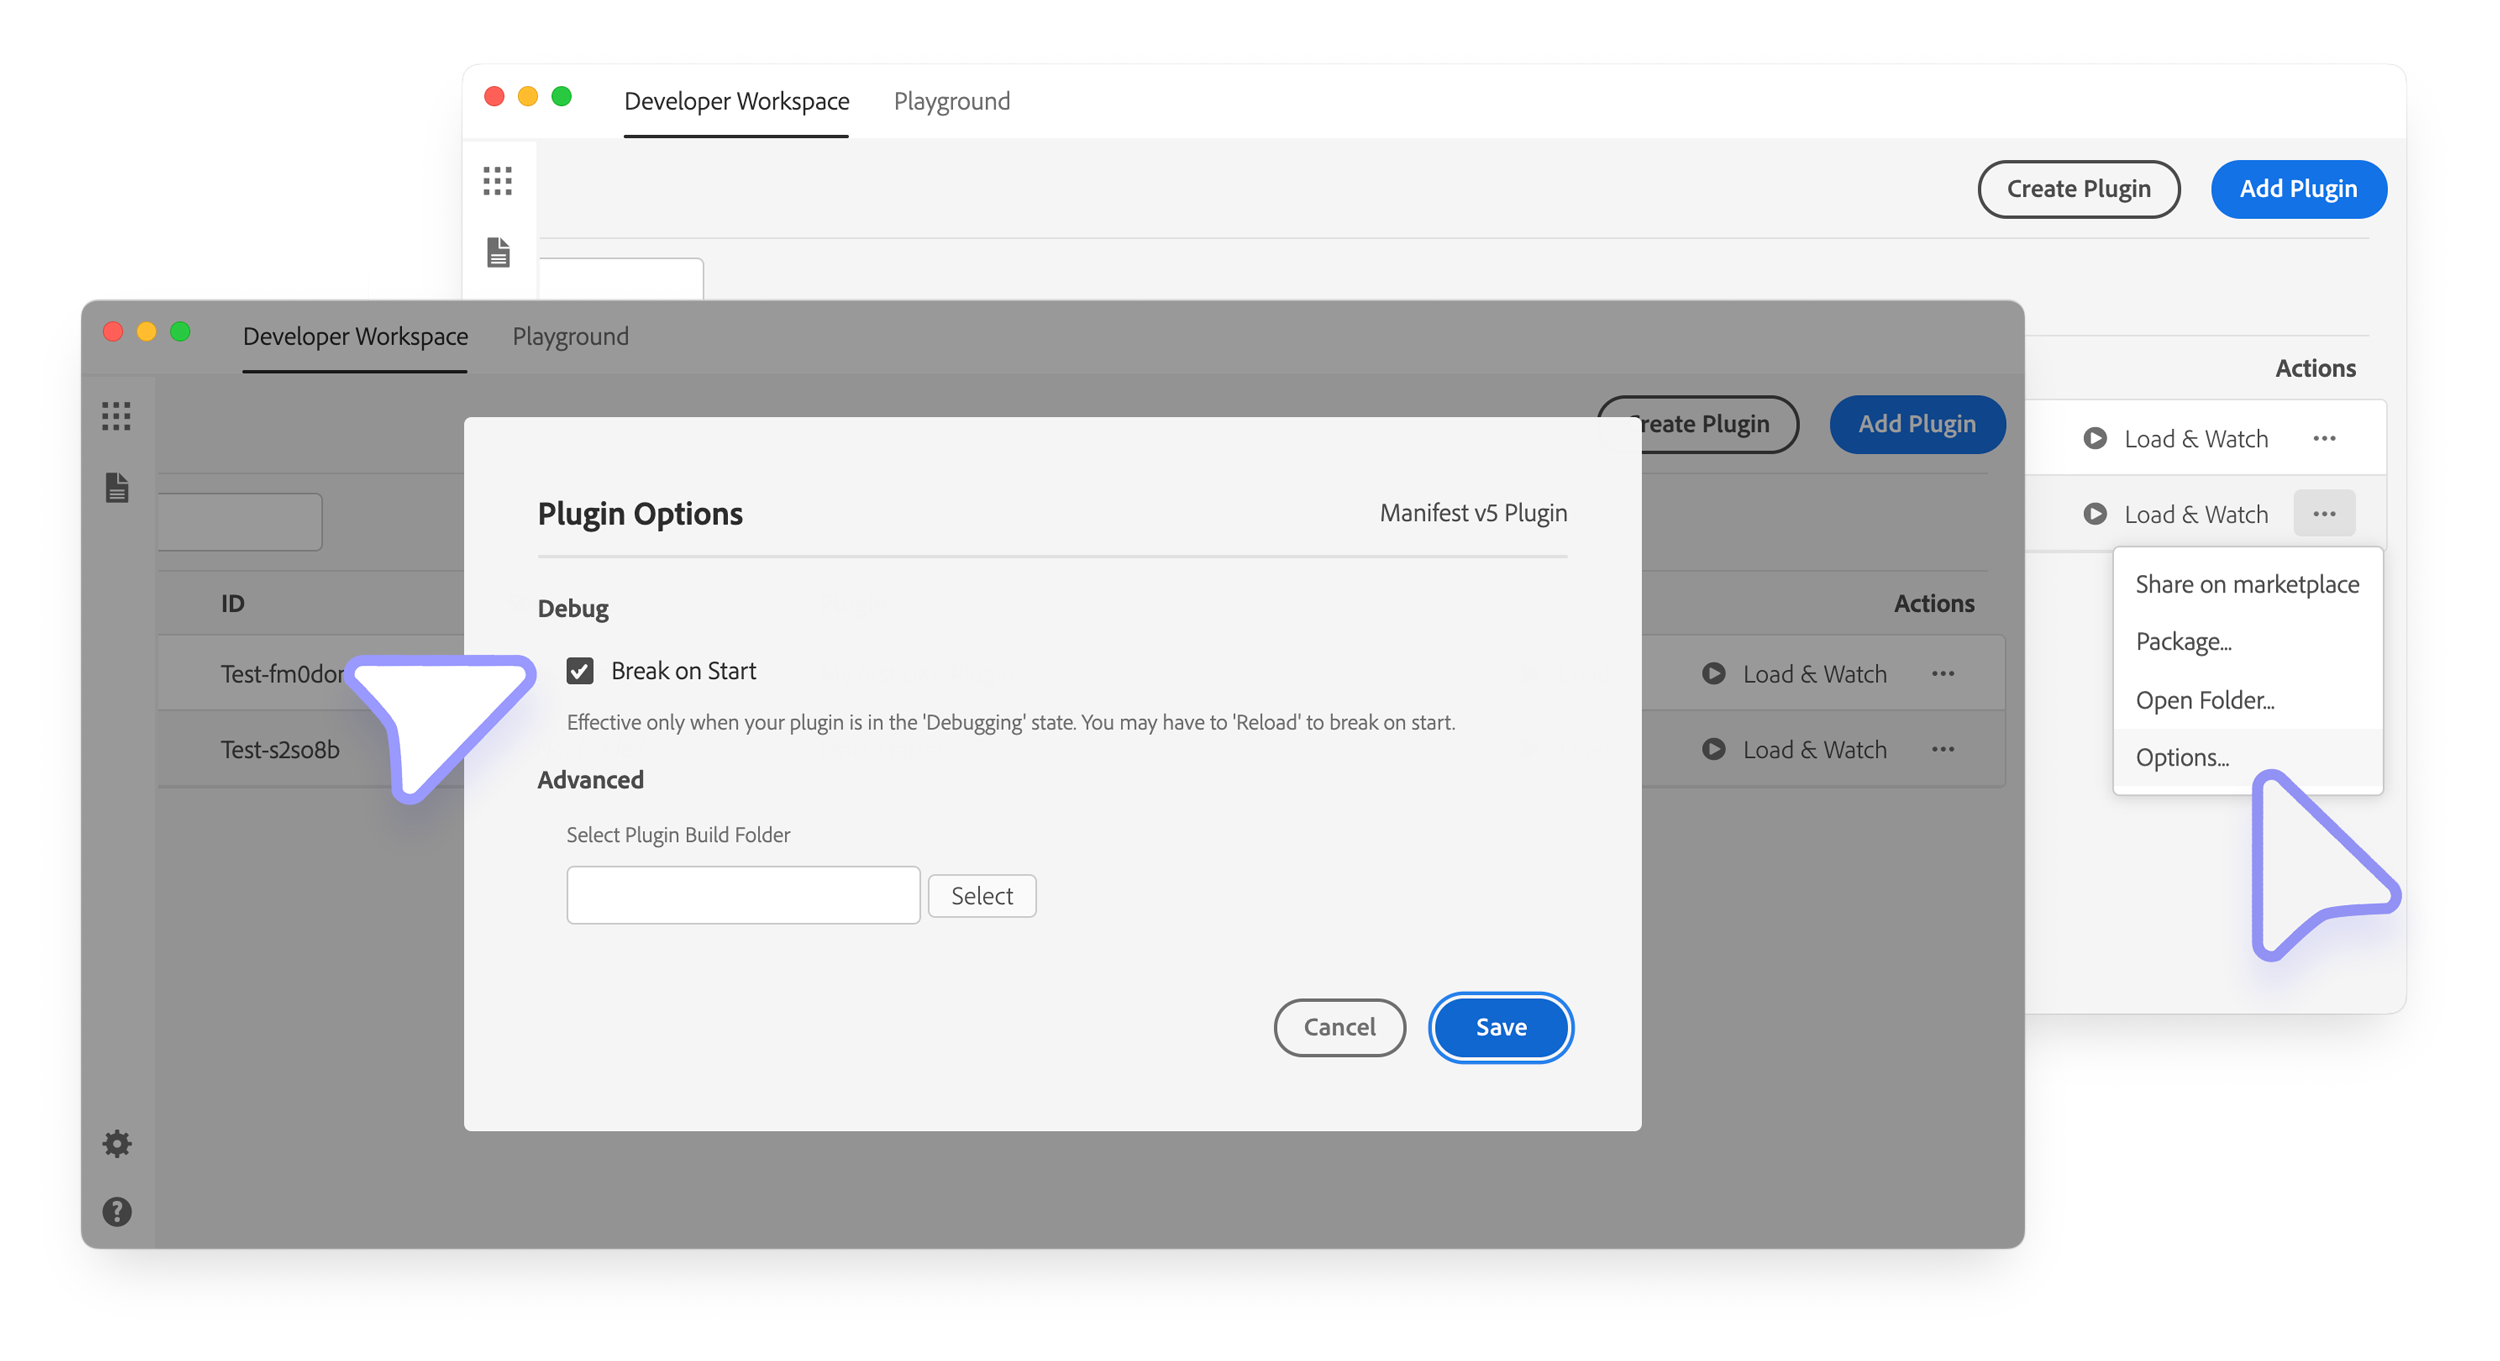 Developer Workspace Playground
Create Plugin Add Plugin
Actions
Load & Watch
Load & Watch
Share on marketplace
Package...
Open Folder...
Options...
Developer Workspace Playground
Plugin Add Plugin
ID Actions
Load & Watch
Test-s2so8b Load & Watch
Plugin Options Manifest v5 Plugin
Debug
Break on Start
Effective only when your plugin is in the 'Debugging' state. You may have to 'Reload' to break on start.
Advanced
Select Plugin Build Folder
Select
Cancel Save